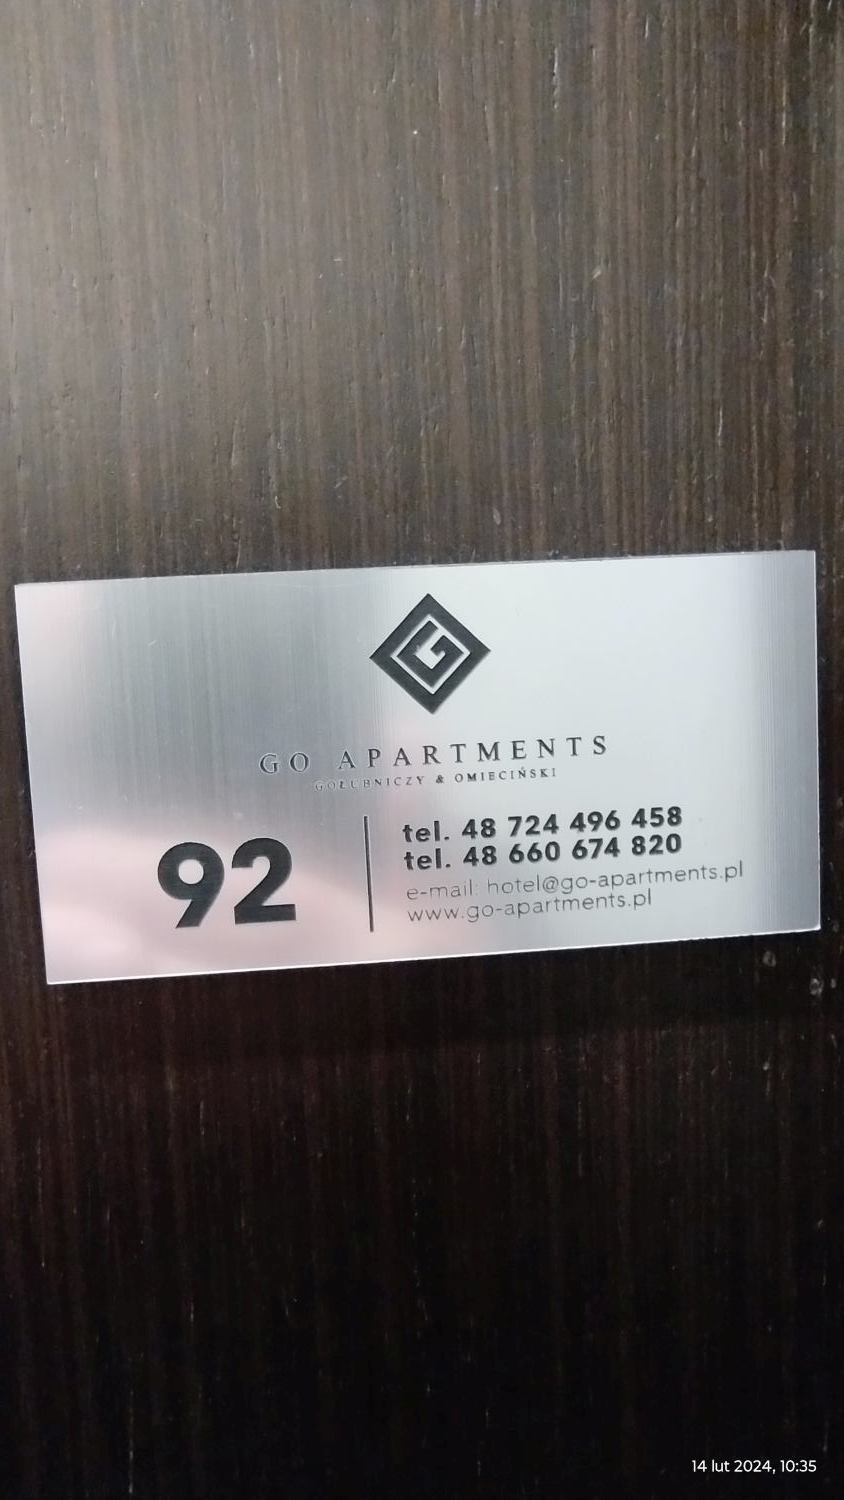 G
GO APARTMENTS
GOŁUBNICZY & OMIECIŃSKI
92
tel. 48 724 496 458
tel. 48 660 674 820
e-mail: hotel@go-apartments.pl
www.go-apartments.pl
14 lut 2024, 10:35